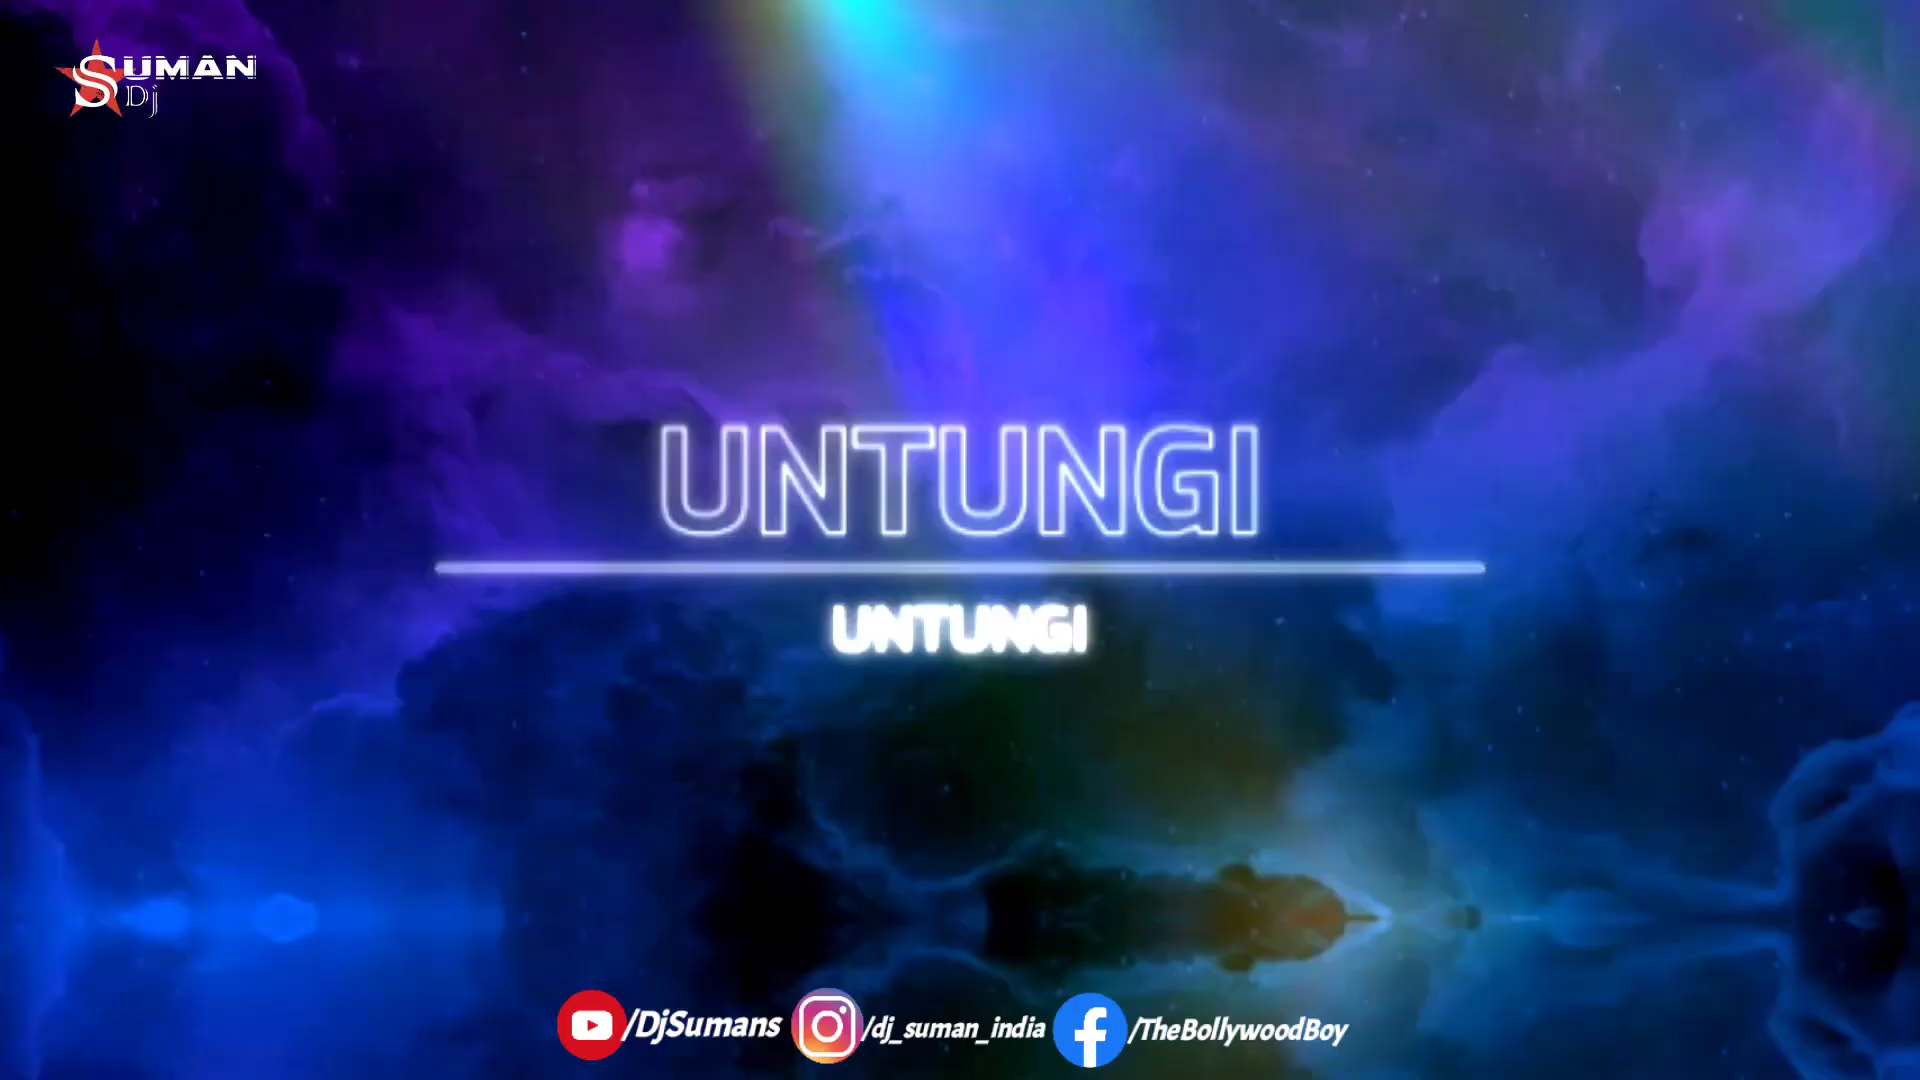 SUMAN
Dj
UNTUNGI
UNTUNGI
/DjSumans /dj_suman_india /TheBollywoodBoy